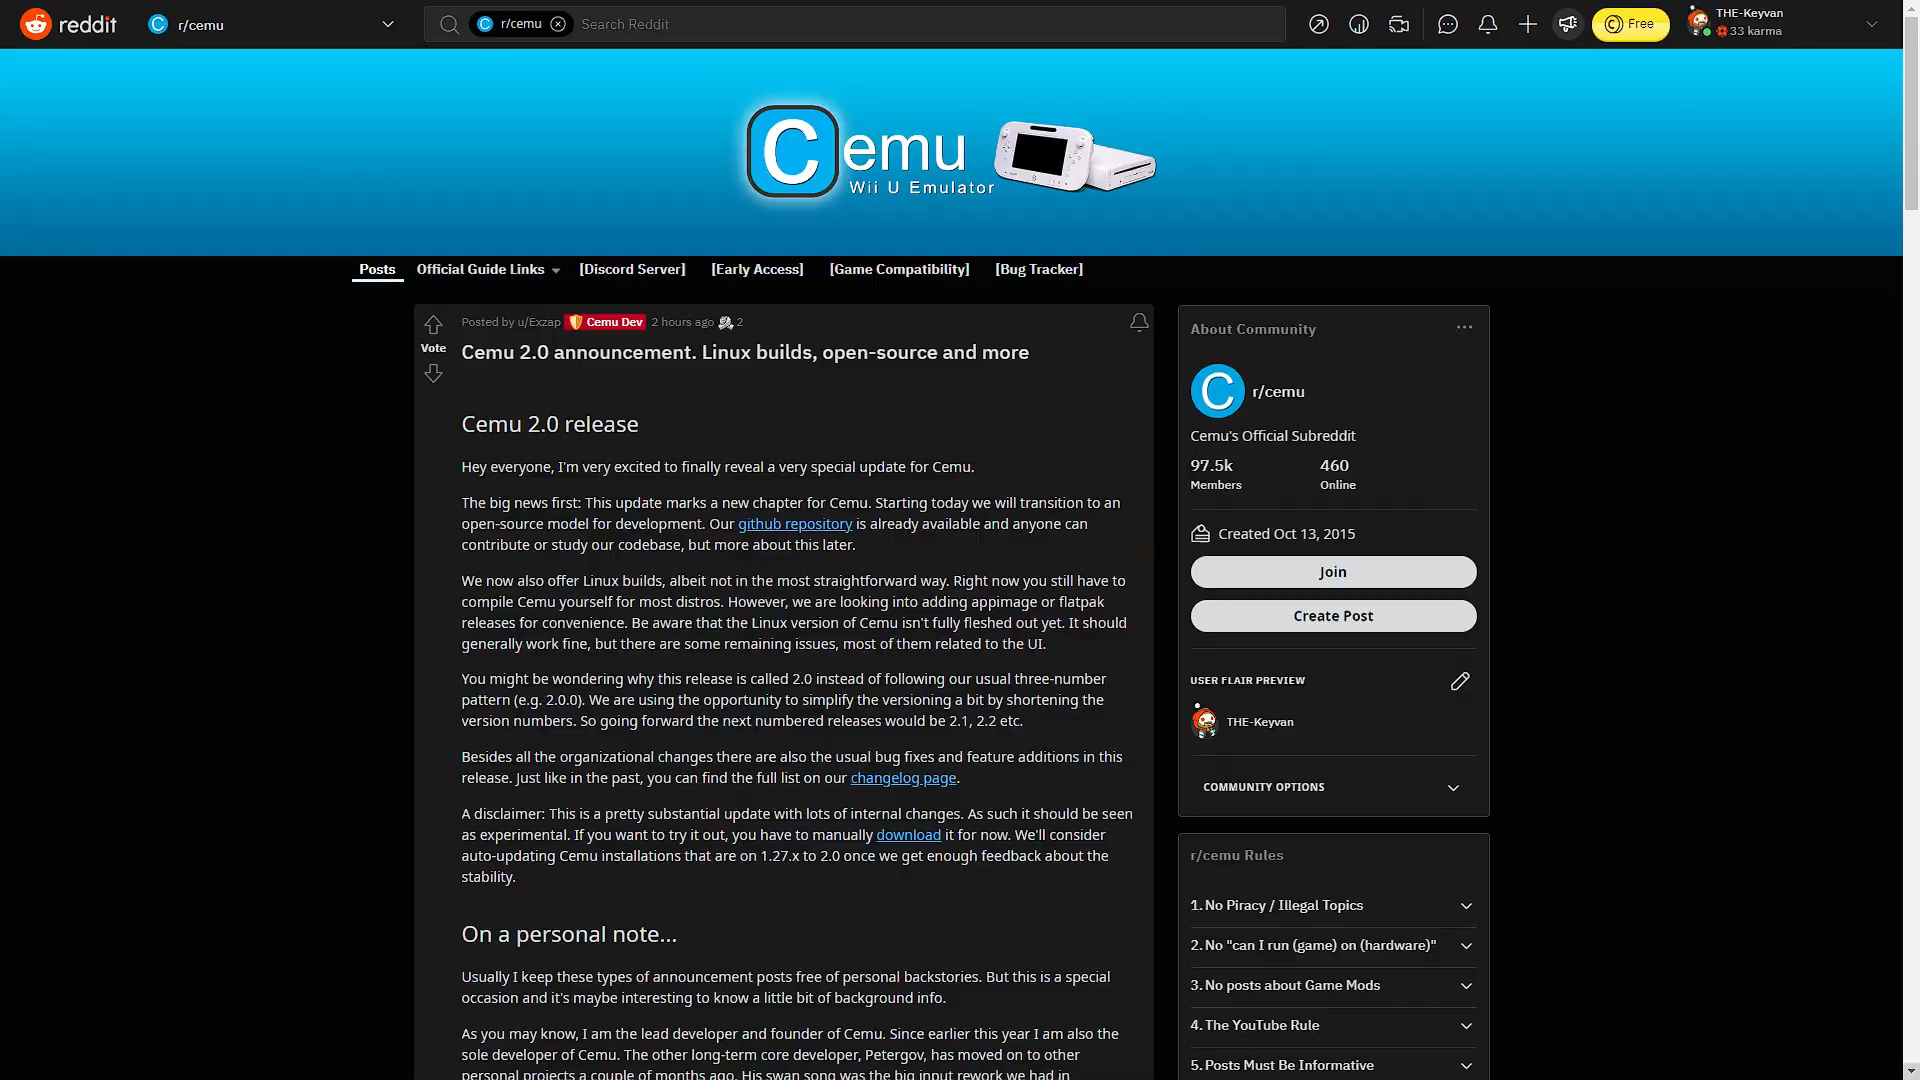 reddit
r/cemu
r/cemu
Search Reddit
Free
THE-Keyvan
33 karma
Cemu
Wii U Emulator
Posts
Official Guide Links
[Discord Server]
[Early Access]
[Game Compatibility]
[Bug Tracker]
Posted by u/Exzap Cemu Dev 2 hours ago 2
Vote
Cemu 2.0 announcement. Linux builds, open-source and more
Cemu 2.0 release
Hey everyone, I'm very excited to finally reveal a very special update for Cemu.
The big news first: This update marks a new chapter for Cemu. Starting today we will transition to an
open-source model for development. Our github repository is already available and anyone can
contribute or study our codebase, but more about this later.
We now also offer Linux builds, albeit not in the most straightforward way. Right now you still have to
compile Cemu yourself for most distros. However, we are looking into adding appimage or flatpak
releases for convenience. Be aware that the Linux version of Cemu isn't fully fleshed out yet. It should
generally work fine, but there are some remaining issues, most of them related to the UI.
You might be wondering why this release is called 2.0 instead of following our usual three-number
pattern (e.g. 2.0.0). We are using the opportunity to simplify the versioning a bit by shortening the
version numbers. So going forward the next numbered releases would be 2.1, 2.2 etc.
Besides all the organizational changes there are also the usual bug fixes and feature additions in this
release. Just like in the past, you can find the full list on our changelog page.
A disclaimer: This is a pretty substantial update with lots of internal changes. As such it should be seen
as experimental. If you want to try it out, you have to manually download it for now. We'll consider
auto-updating Cemu installations that are on 1.27.x to 2.0 once we get enough feedback about the
stability.
On a personal note...
Usually I keep these types of announcement posts free of personal backstories. But this is a special
occasion and it's maybe interesting to know a little bit of background info.
As you may know, I am the lead developer and founder of Cemu. Since earlier this year I am also the
sole developer of Cemu. The other long-term core developer, Petergov, has moved on to other
personal projects a couple of months ago. His swan song was the big input rework we had in
About Community
r/cemu
Cemu's Official Subreddit
97.5k
Members
460
Online
Created Oct 13, 2015
Join
Create Post
USER FLAIR PREVIEW
THE-Keyvan
COMMUNITY OPTIONS
r/cemu Rules
1. No Piracy / Illegal Topics
2. No "can I run (game) on (hardware)"
3. No posts about Game Mods
4. The YouTube Rule
5. Posts Must Be Informative